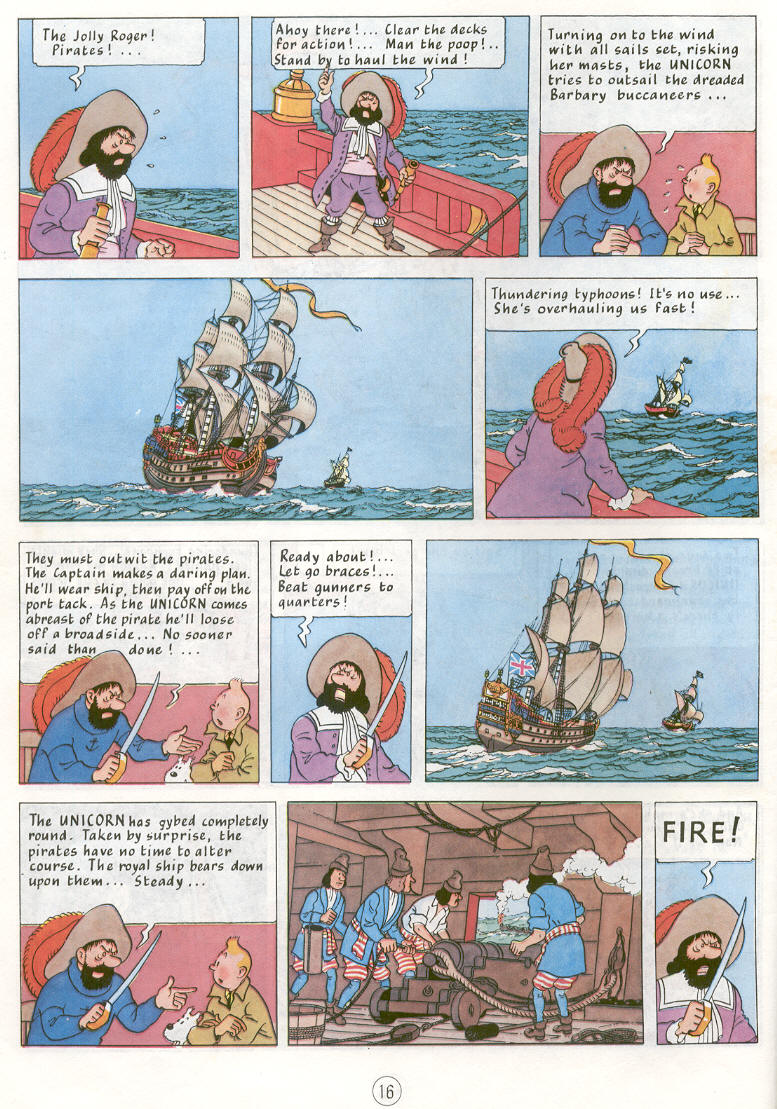 The Jolly Roger!
Pirates! ...
Ahoy there!... Clear the decks
for action!... Man the poop!..
Stand by to haul the wind!
Turning on to the wind
with all sails set, risking
her masts, the UNICORN
tries to outsail the dreaded
Barbary buccaneers ...
Thundering typhoons! It's no use...
She's overhauling us fast!
They must outwit the pirates.
The Captain makes a daring plan.
He'll wear ship, then pay off on the
port tack. As the UNICORN comes
abreast of the pirate he'll loose
off a broadside... No sooner
said than done! ...
Ready about!...
Let go braces!...
Beat gunners to
quarters!
The UNICORN has gybed completely
round. Taken by surprise, the
pirates have no time to alter
course. The royal ship bears down
upon them... Steady...
FIRE!
16